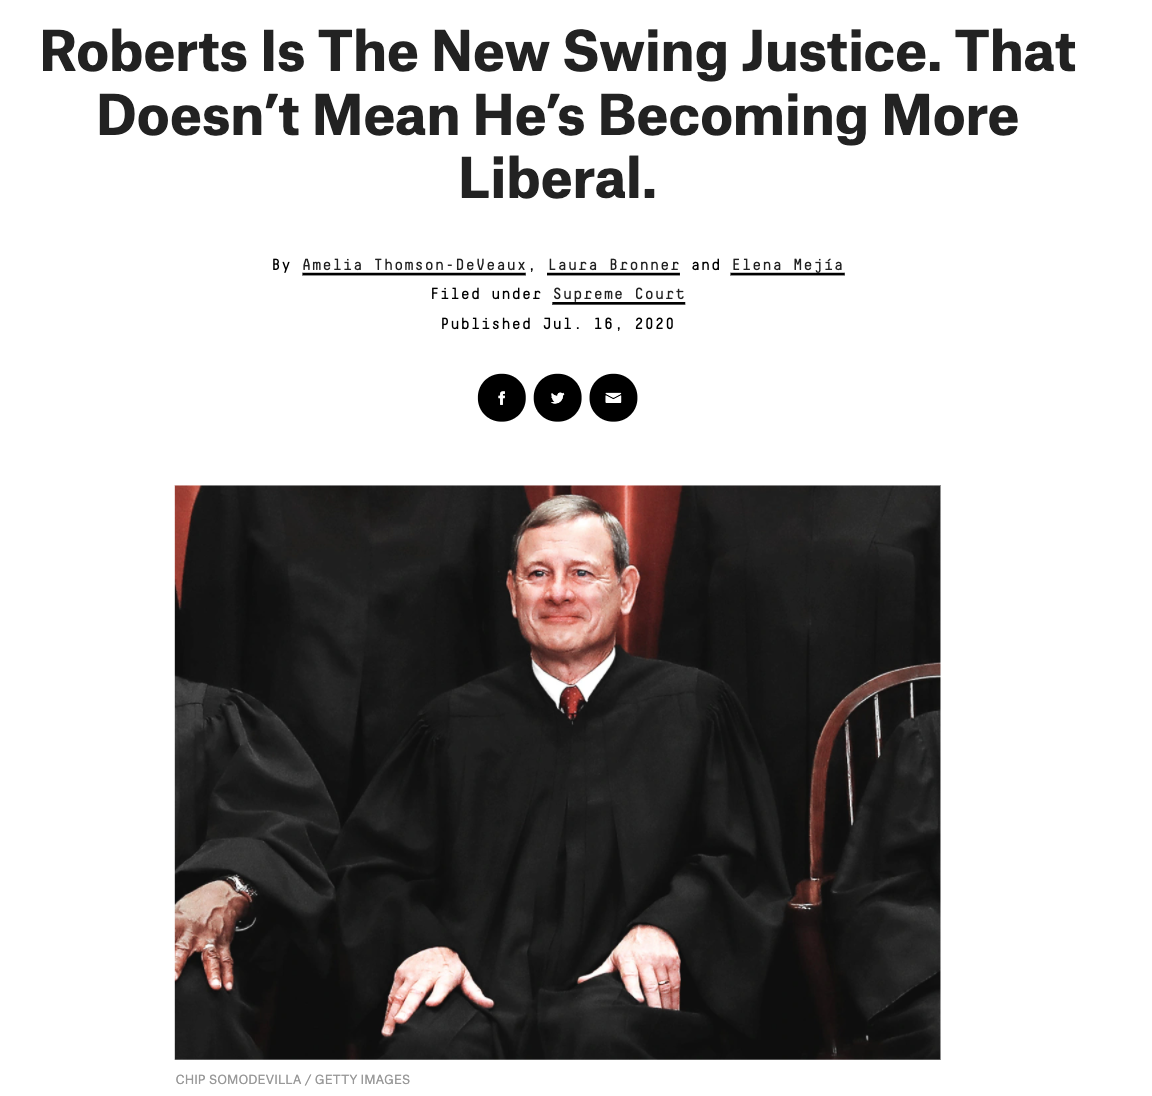 Roberts Is The New Swing Justice. That
Doesn’t Mean He’s Becoming More
Liberal.
By Amelia Thomson-DeVeaux, Laura Bronner and Elena Mejía
Filed under Supreme Court
Published Jul. 16, 2020
CHIP SOMODEVILLA / GETTY IMAGES